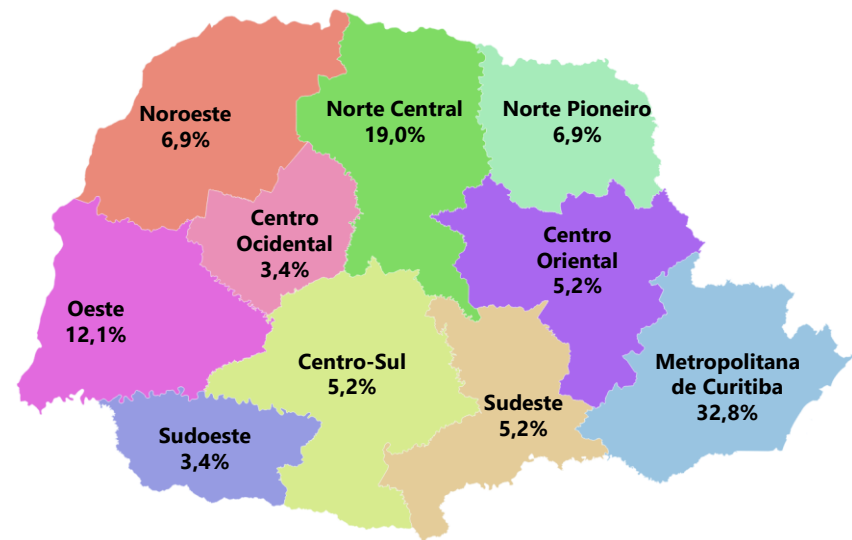 Noroeste
6,9%
Norte Central
19,0%
Norte Pioneiro
6,9%
Centro
Ocidental
3,4%
Centro
Oriental
5,2%
Oeste
12,1%
Centro-Sul
5,2%
Metropolitana
de Curitiba
32,8%
Sudeste
5,2%
Sudoeste
3,4%